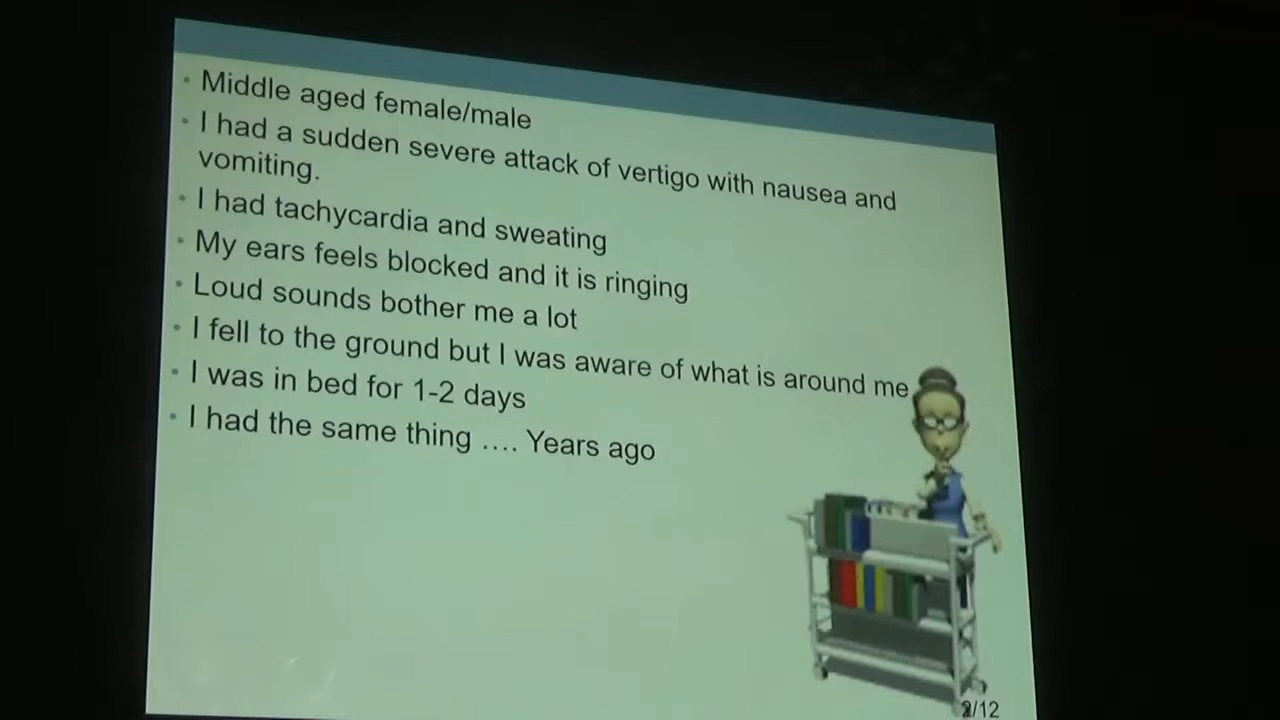 • Middle aged female/male
• I had a sudden severe attack of vertigo with nausea and
vomiting.
• I had tachycardia and sweating
• My ears feels blocked and it is ringing
• Loud sounds bother me a lot
• I fell to the ground but I was aware of what is around me
• I was in bed for 1-2 days
• I had the same thing .... Years ago
2/12